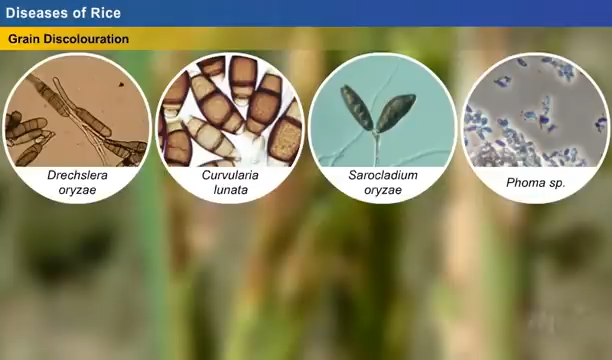 Diseases of Rice
Grain Discolouration
Drechslera
oryzae
Curvularia
lunata
Sarocladium
oryzae
Phoma sp.